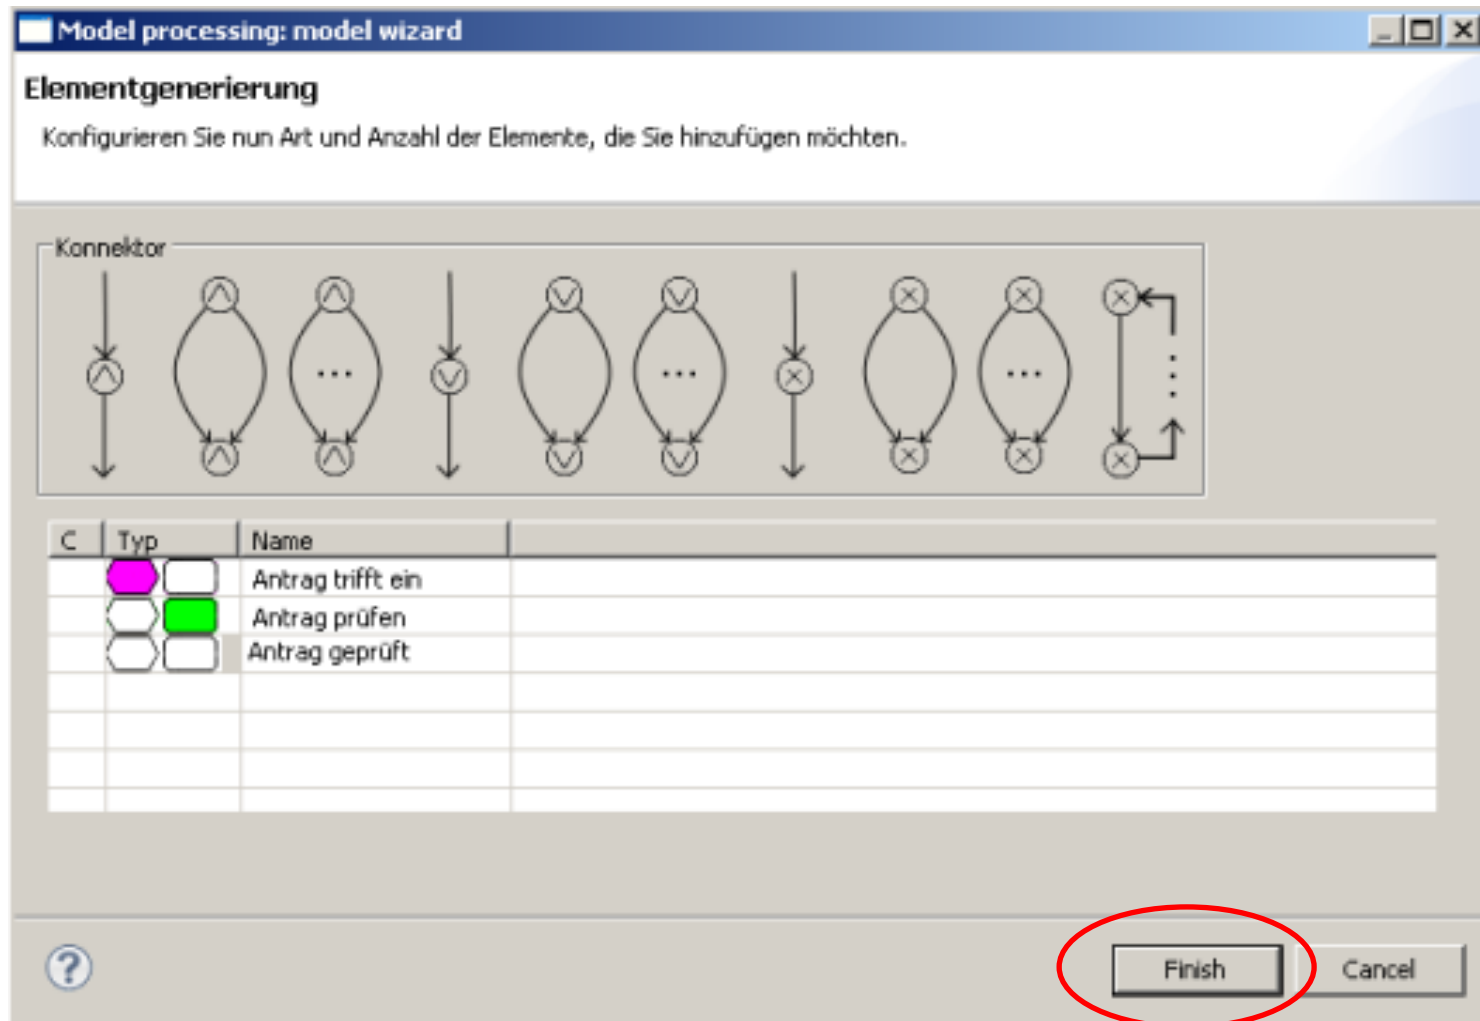 Model processing: model wizard
Elementgenerierung
Konfigurieren Sie nun Art und Anzahl der Elemente, die Sie hinzufügen möchten.
Konnektor
... ... ...
C Typ Name
Antrag trifft ein
Antrag prüfen
Antrag geprüft
? Finish Cancel